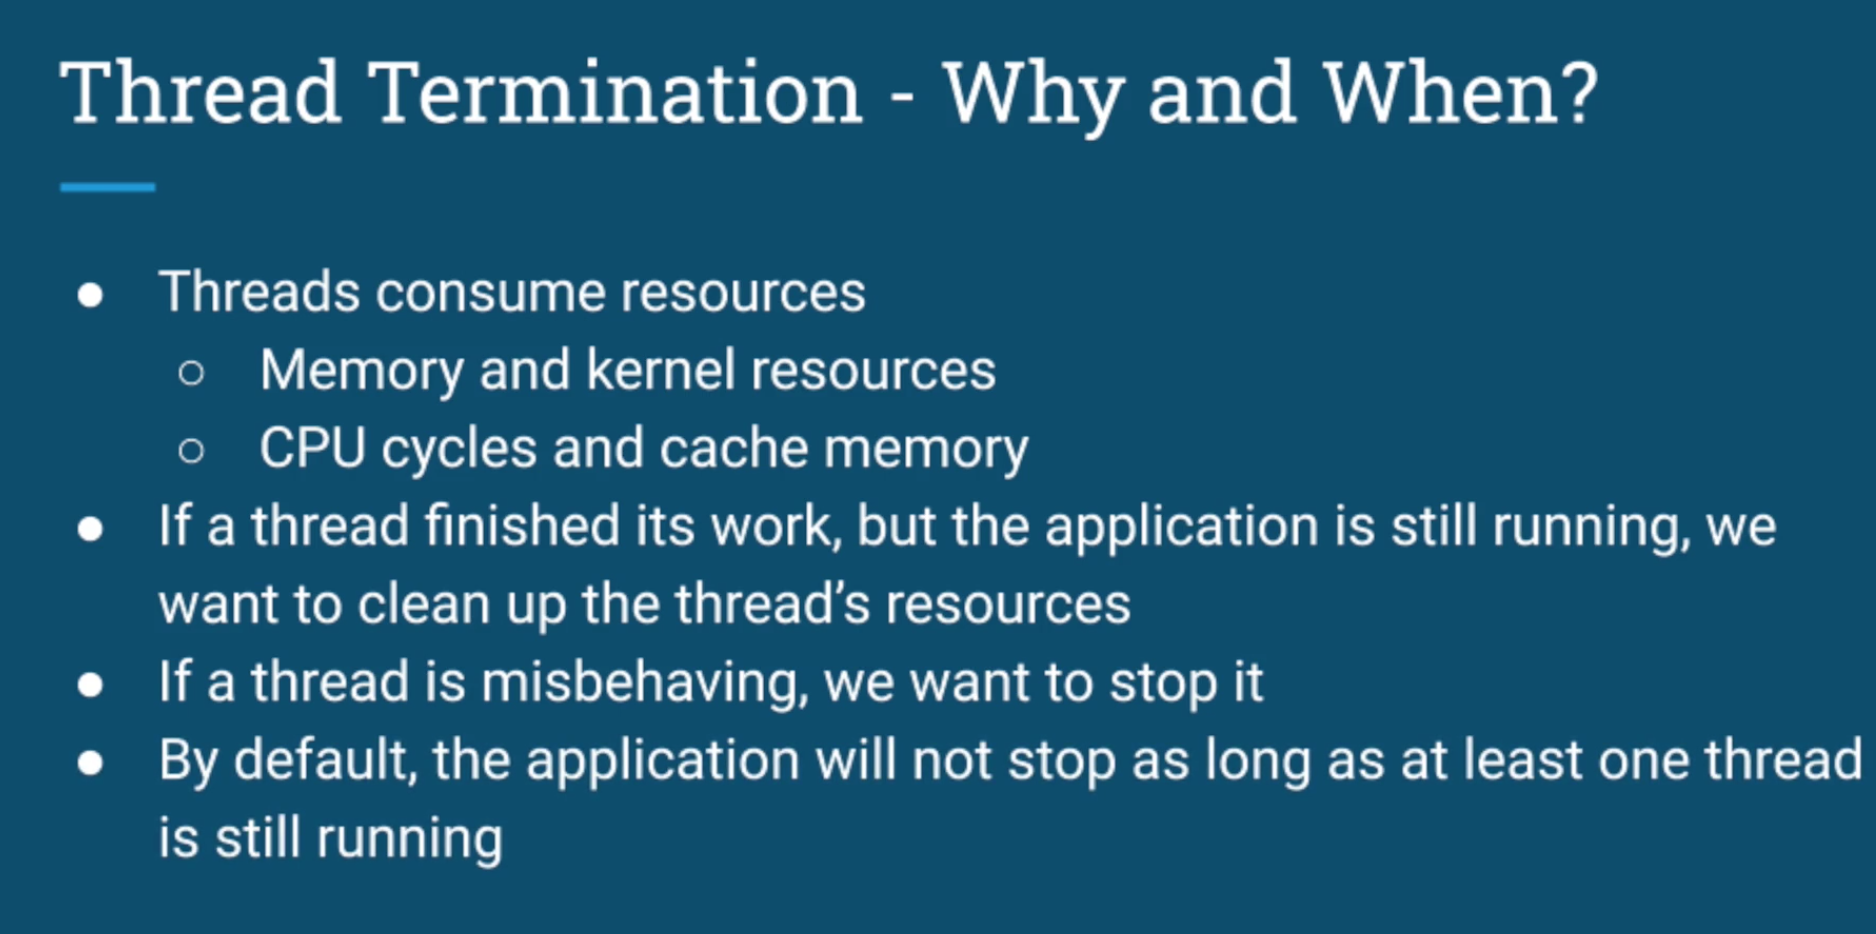 Thread Termination - Why and When?
● Threads consume resources
○ Memory and kernel resources
○ CPU cycles and cache memory
● If a thread finished its work, but the application is still running, we
want to clean up the thread’s resources
● If a thread is misbehaving, we want to stop it
● By default, the application will not stop as long as at least one thread
is still running